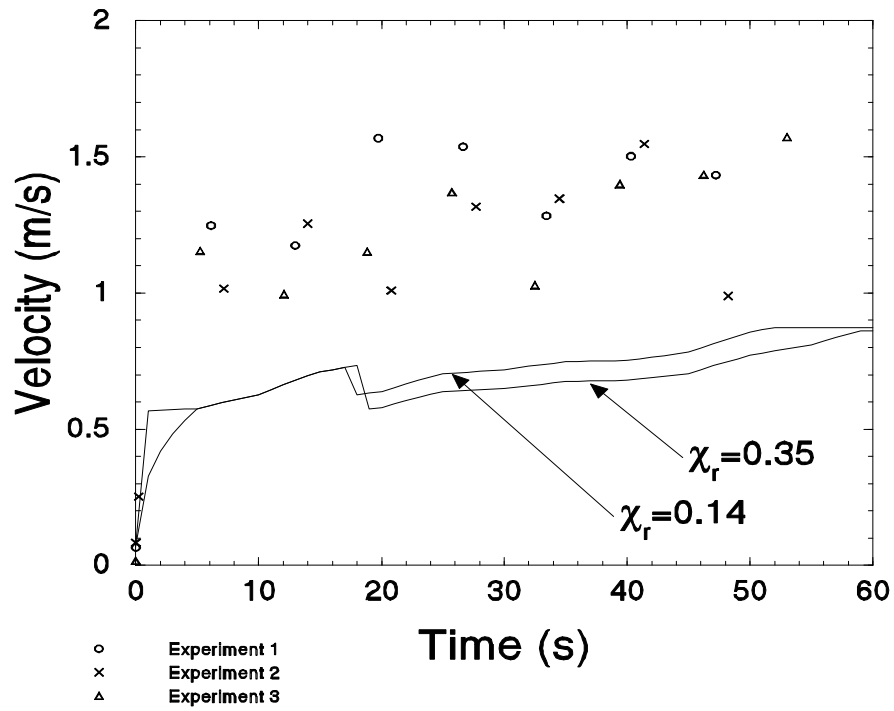 2
1.5
1
0.5
0
Velocity (m/s)
χr=0.35
χr=0.14
0 10 20 30 40 50 60
Time (s)
Experiment 1
Experiment 2
Experiment 3